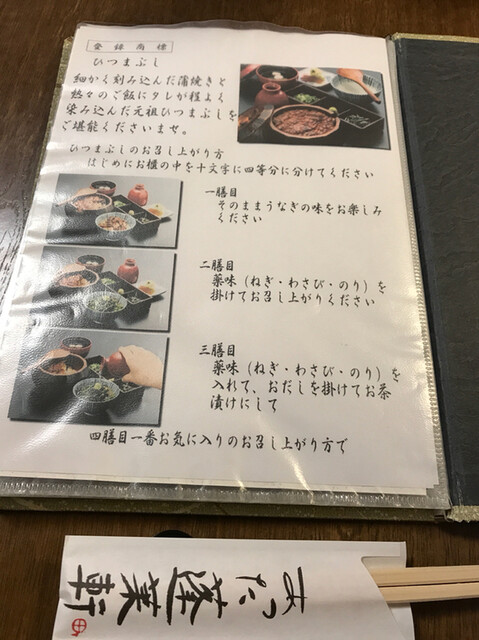 登録商標
ひつまぶし
細かく刻み込んだ蒲焼きと
熱々のご飯にタレが程よく
染み込んだ元祖ひつまぶしを
ご堪能くださいませ。
ひつまぶしのお召し上がり方
はじめにお櫃の中を十文字に四等分に分けてください
一膳目
そのままうなぎの味をお楽しみ
ください
二膳目
薬味（ねぎ・わさび・のり）を
掛けてお召し上がりください
三膳目
薬味（ねぎ・わさび・のり）を
入れて、おだしを掛けてお茶
漬けにして
四膳目一番お気に入りのお召し上がり方で
あつた蓬莱軒